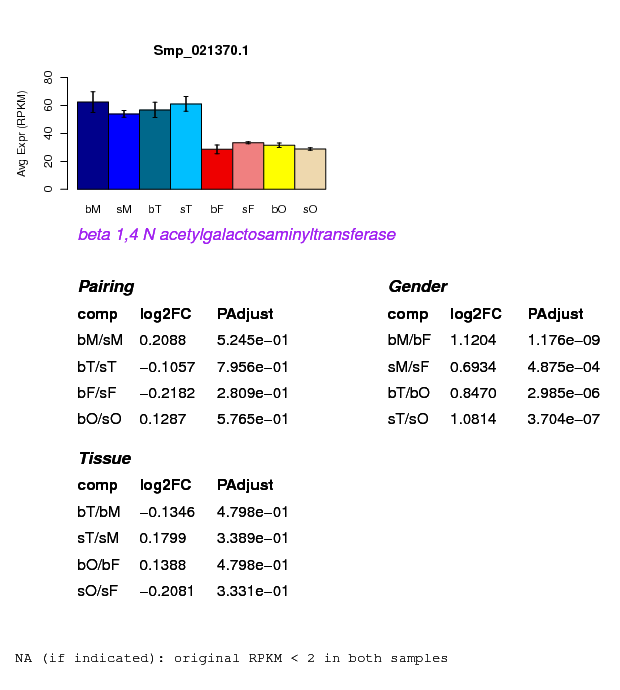 Smp_021370.1
Avg Expr (RPKM)
80
60
40
20
0
bM sM bT sT bF sF bO sO
beta 1,4 N acetylgalactosaminyltransferase
Pairing
comp log2FC PAdjust
bM/sM 0.2088 5.245e−01
bT/sT −0.1057 7.956e−01
bF/sF −0.2182 2.809e−01
bO/sO 0.1287 5.765e−01
Gender
comp log2FC PAdjust
bM/bF 1.1204 1.176e−09
sM/sF 0.6934 4.875e−04
bT/bO 0.8470 2.985e−06
sT/sO 1.0814 3.704e−07
Tissue
comp log2FC PAdjust
bT/bM −0.1346 4.798e−01
sT/sM 0.1799 3.389e−01
bO/bF 0.1388 4.798e−01
sO/sF −0.2081 3.331e−01
NA (if indicated): original RPKM < 2 in both samples